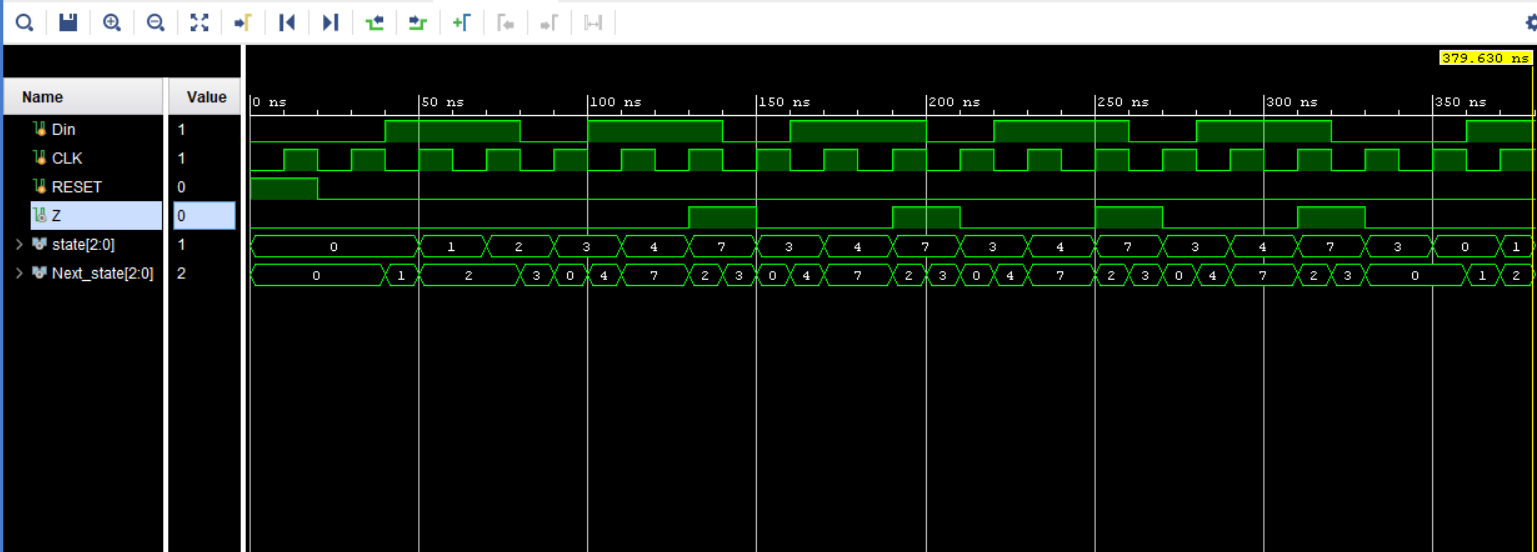 379.630 ns
Name Value
0 ns 50 ns 100 ns 150 ns 200 ns 250 ns 300 ns 350 ns
Din 1
CLK 1
RESET 0
Z 0
state[2:0] 1 0 1 2 3 4 7 3 4 7 3 4 7 3 4 7 3 0 1
Next_state[2:0] 2 0 1 2 3 0 4 7 2 3 0 4 7 2 3 0 4 7 2 3 0 4 7 2 3 0 1 2